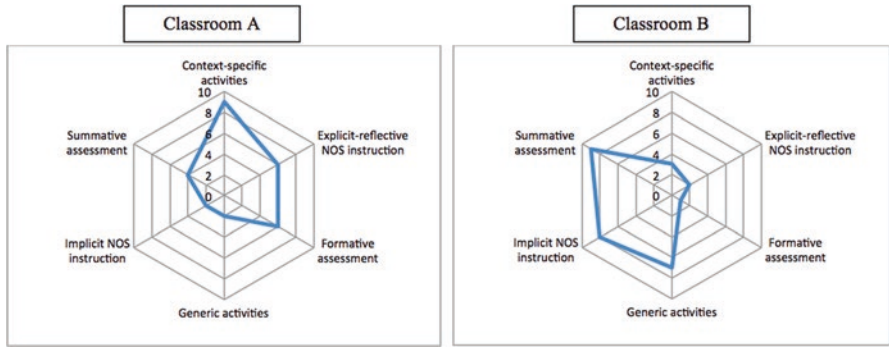 Classroom A
Context-specific
activities
10
8
6
4
2
0
Explicit-reflective
NOS instruction
Formative
assessment
Generic activities
Implicit NOS
instruction
Summative
assessment
Classroom B
Context-specific
activities
10
8
6
4
2
0
Explicit-reflective
NOS instruction
Formative
assessment
Generic activities
Implicit NOS
instruction
Summative
assessment